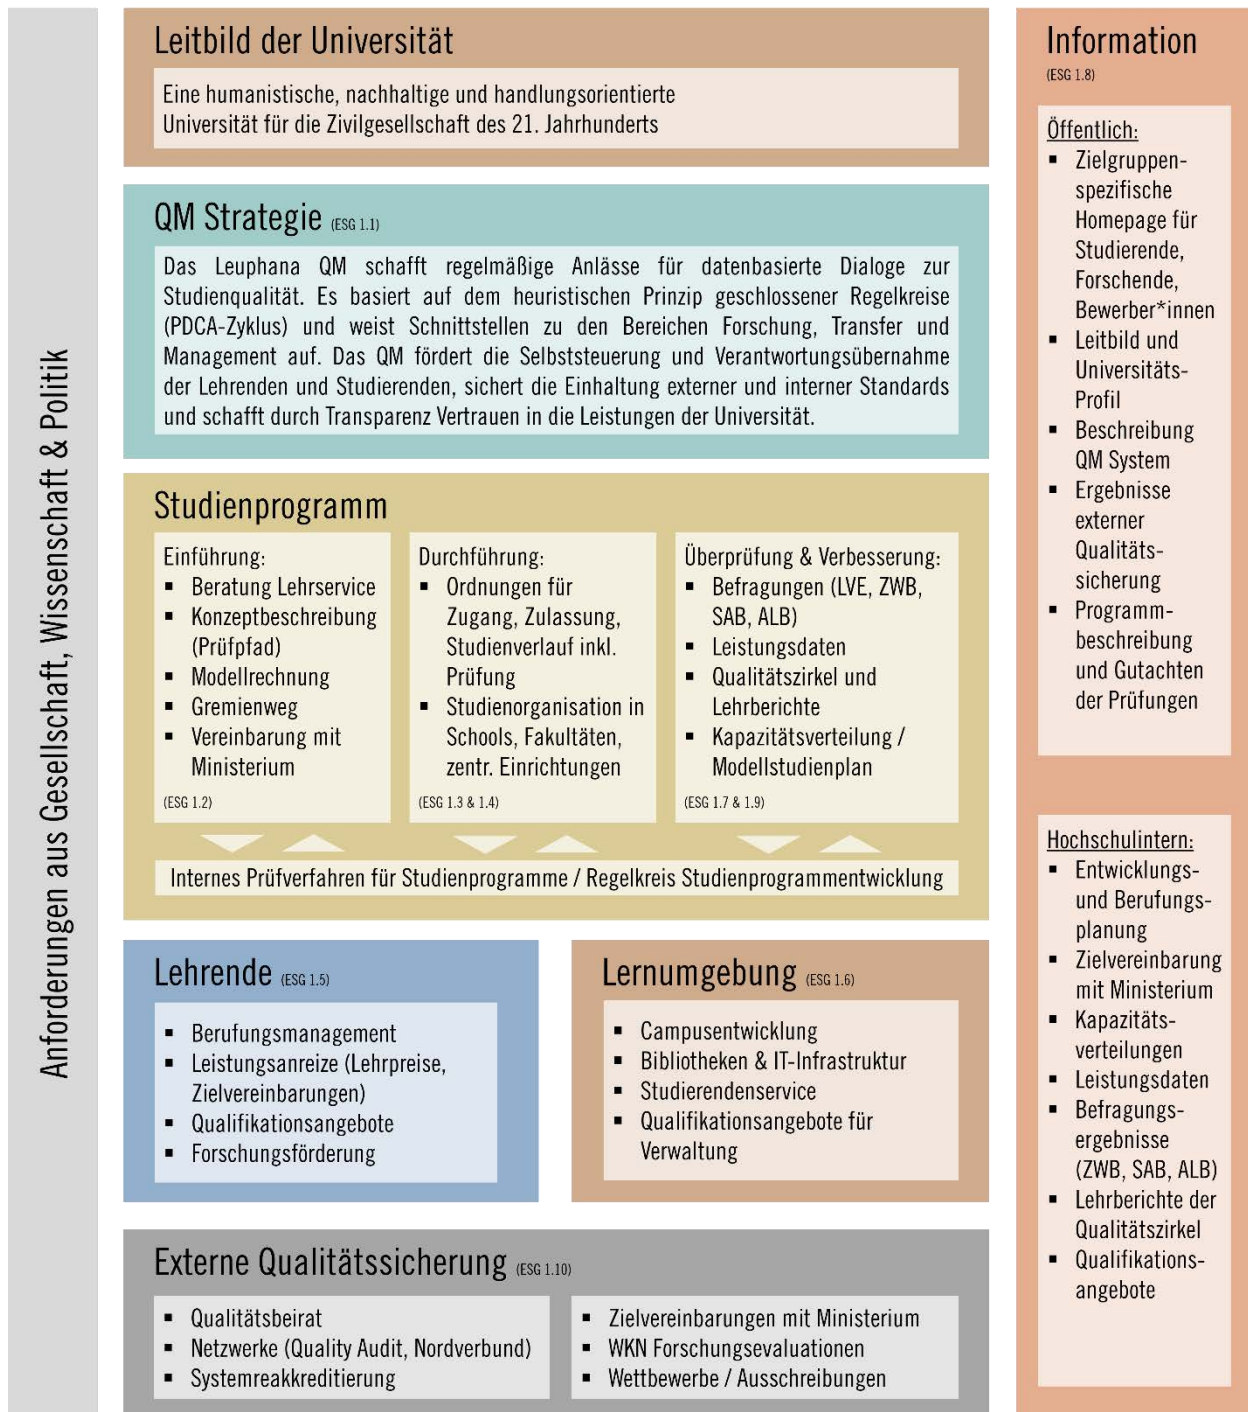 Anforderungen aus Gesellschaft, Wissenschaft & Politik
Leitbild der Universität
Eine humanistische, nachhaltige und handlungsorientierte
Universität für die Zivilgesellschaft des 21. Jahrhunderts
QM Strategie (ESG 1.1)
Das Leuphana QM schafft regelmäßige Anlässe für datenbasierte Dialoge zur
Studienqualität. Es basiert auf dem heuristischen Prinzip geschlossener Regelkreise
(PDCA-Zyklus) und weist Schnittstellen zu den Bereichen Forschung, Transfer und
Management auf. Das QM fördert die Selbststeuerung und Verantwortungsübernahme
der Lehrenden und Studierenden, sichert die Einhaltung externer und interner Standards
und schafft durch Transparenz Vertrauen in die Leistungen der Universität.
Studienprogramm
Einführung:
▪ Beratung Lehrservice
▪ Konzeptbeschreibung
(Prüfpfad)
▪ Modellrechnung
▪ Gremienweg
▪ Vereinbarung mit
Ministerium
(ESG 1.2)
Durchführung:
▪ Ordnungen für
Zugang, Zulassung,
Studienverlauf inkl.
Prüfung
▪ Studienorganisation in
Schools, Fakultäten,
zentr. Einrichtungen
(ESG 1.3 & 1.4)
Überprüfung & Verbesserung:
▪ Befragungen (LVE, ZWB,
SAB, ALB)
▪ Leistungsdaten
▪ Qualitätszirkel und
Lehrberichte
▪ Kapazitätsverteilung /
Modellstudienplan
(ESG 1.7 & 1.9)
Internes Prüfverfahren für Studienprogramme / Regelkreis Studienprogrammentwicklung
Lehrende (ESG 1.5)
▪ Berufungsmanagement
▪ Leistungsanreize (Lehrpreise,
Zielvereinbarungen)
▪ Qualifikationsangebote
▪ Forschungsförderung
Lernumgebung (ESG 1.6)
▪ Campusentwicklung
▪ Bibliotheken & IT-Infrastruktur
▪ Studierendenservice
▪ Qualifikationsangebote für
Verwaltung
Externe Qualitätssicherung (ESG 1.10)
▪ Qualitätsbeirat
▪ Netzwerke (Quality Audit, Nordverbund)
▪ Systemreakkreditierung
▪ Zielvereinbarungen mit Ministerium
▪ WKN Forschungsevaluationen
▪ Wettbewerbe / Ausschreibungen
Information
(ESG 1.8)
Öffentlich:
▪ Zielgruppen-
spezifische
Homepage für
Studierende,
Forschende,
Bewerber*innen
▪ Leitbild und
Universitäts-
Profil
▪ Beschreibung
QM System
▪ Ergebnisse
externer
Qualitäts-
sicherung
▪ Programm-
beschreibung
und Gutachten
der Prüfungen
Hochschulintern:
▪ Entwicklungs-
und Berufungs-
planung
▪ Zielvereinbarung
mit Ministerium
▪ Kapazitäts-
verteilungen
▪ Leistungsdaten
▪ Befragungs-
ergebnisse
(ZWB, SAB, ALB)
▪ Lehrberichte der
Qualitätszirkel
▪ Qualifikations-
angebote